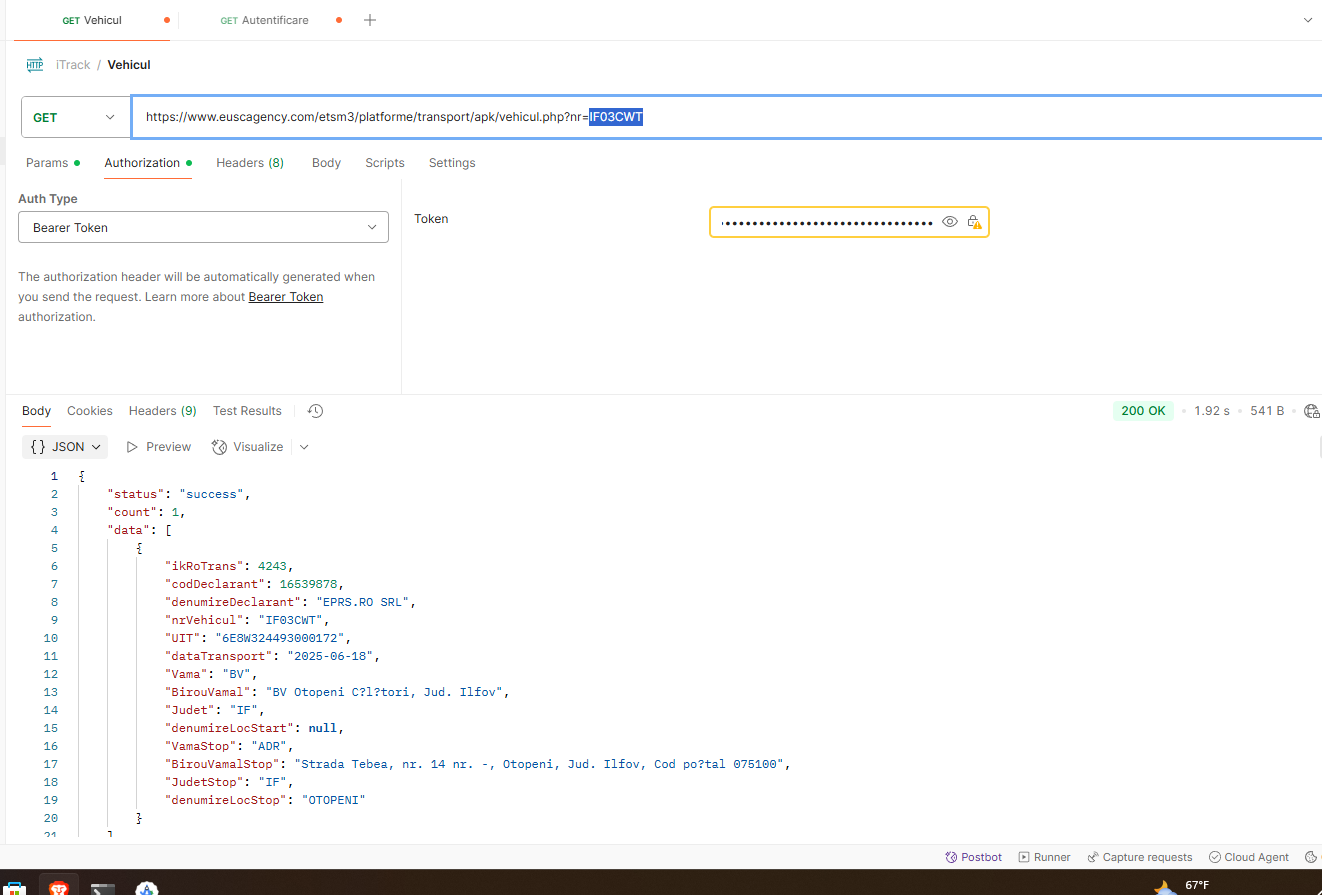 GET Vehicul
GET Autentificare
HTTP iTrack / Vehicul
GET https://www.euscagency.com/etsm3/platforme/transport/apk/vehicul.php?nr=IF03CWT
Params Authorization Headers (8) Body Scripts Settings
Auth Type
Bearer Token
Token
The authorization header will be automatically generated when
you send the request. Learn more about Bearer Token
authorization.
Body Cookies Headers (9) Test Results 200 OK • 1.92 s • 541 B •
{} JSON Preview Visualize
1 {
2 "status": "success",
3 "count": 1,
4 "data": [
5 {
6 "ikRoTrans": 4243,
7 "codDeclarant": 16539878,
8 "denumireDeclarant": "EPRS.RO SRL",
9 "nrVehicul": "IF03CWT",
10 "UIT": "6E8W324493000172",
11 "dataTransport": "2025-06-18",
12 "Vama": "BV",
13 "BirouVamal": "BV Otopeni C?l?tori, Jud. Ilfov",
14 "Judet": "IF",
15 "denumireLocStart": null,
16 "VamaStop": "ADR",
17 "BirouVamalStop": "Strada Tebea, nr. 14 nr. -, Otopeni, Jud. Ilfov, Cod po?tal 075100",
18 "JudetStop": "IF",
19 "denumireLocStop": "OTOPENI"
20 }
21 ]
Postbot Runner Capture requests Cloud Agent
67°F